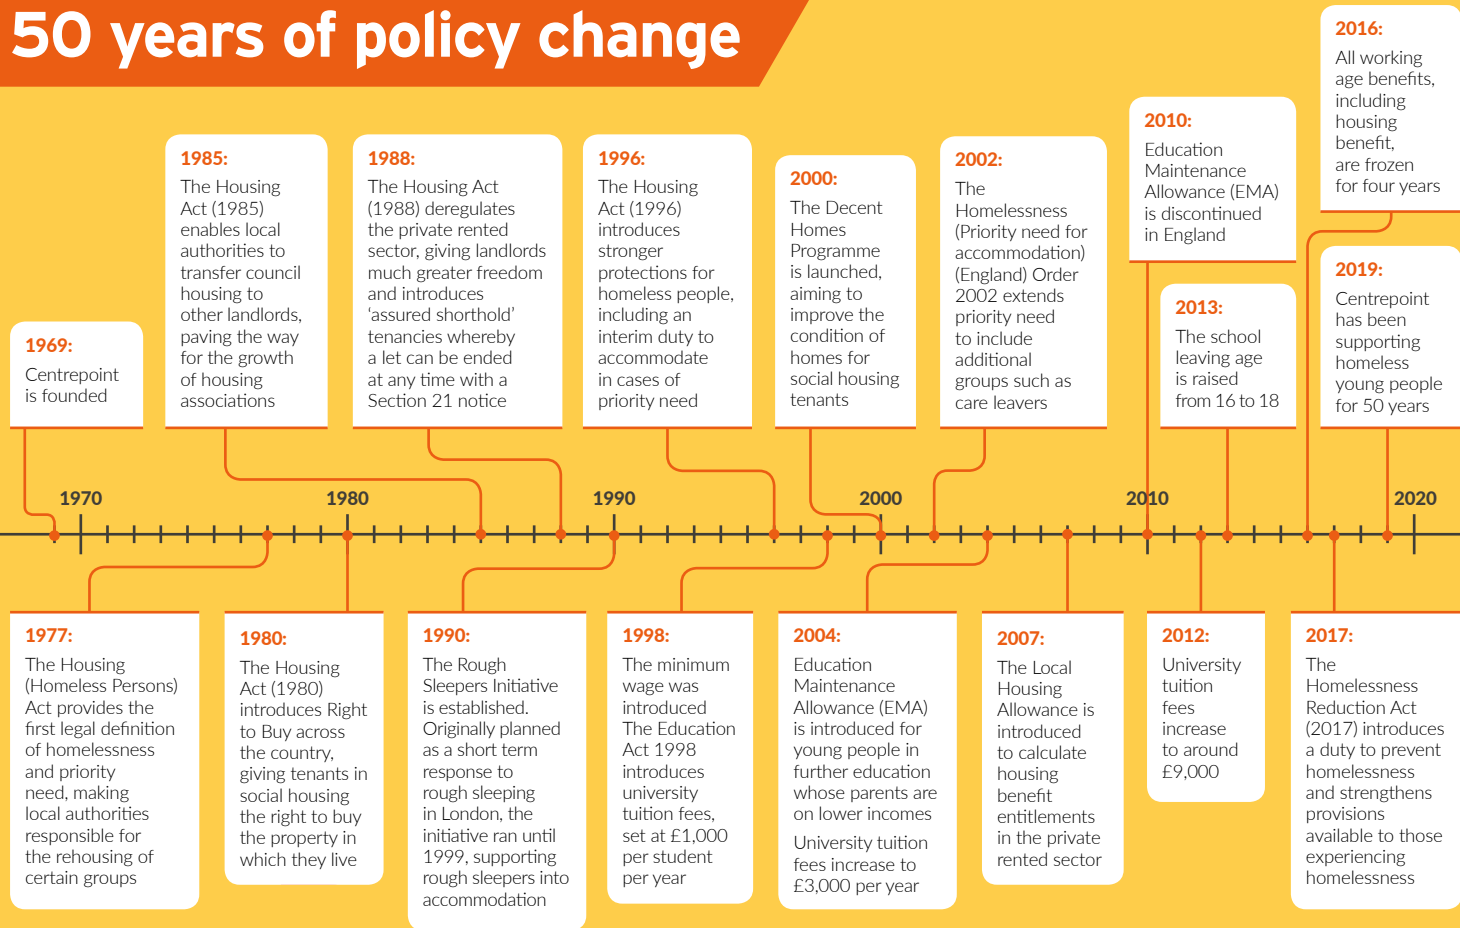 50 years of policy change
1969:
Centrepoint
is founded
1985:
The Housing
Act (1985)
enables local
authorities to
transfer council
housing to
other landlords,
paving the way
for the growth
of housing
associations
1988:
The Housing Act
(1988) deregulates
the private rented
sector, giving landlords
much greater freedom
and introduces
‘assured shorthold’
tenancies whereby
a let can be ended
at any time with a
Section 21 notice
1996:
The Housing
Act (1996)
introduces
stronger
protections for
homeless people,
including an
interim duty to
accommodate
in cases of
priority need
2000:
The Decent
Homes
Programme
is launched,
aiming to
improve the
condition of
homes for
social housing
tenants
2002:
The
Homelessness
(Priority need for
accommodation)
(England) Order
2002 extends
priority need
to include
additional
groups such as
care leavers
2010:
Education
Maintenance
Allowance (EMA)
is discontinued
in England
2013:
The school
leaving age
is raised
from 16 to 18
2016:
All working
age benefits,
including
housing
benefit,
are frozen
for four years
2019:
Centrepoint
has been
supporting
homeless
young people
for 50 years
1970
1980
1990
2000
2010
2020
1977:
The Housing
(Homeless Persons)
Act provides the
first legal definition
of homelessness
and priority
need, making
local authorities
responsible for
the rehousing of
certain groups
1980:
The Housing
Act (1980)
introduces Right
to Buy across
the country,
giving tenants in
social housing
the right to buy
the property in
which they live
1990:
The Rough
Sleepers Initiative
is established.
Originally planned
as a short term
response to
rough sleeping
in London, the
initiative ran until
1999, supporting
rough sleepers into
accommodation
1998:
The minimum
wage was
introduced
The Education
Act 1998
introduces
university
tuition fees,
set at £1,000
per student
per year
2004:
Education
Maintenance
Allowance (EMA)
is introduced for
young people in
further education
whose parents are
on lower incomes
University tuition
fees increase to
£3,000 per year
2007:
The Local
Housing
Allowance is
introduced
to calculate
housing
benefit
entitlements
in the private
rented sector
2012:
University
tuition
fees
increase
to around
£9,000
2017:
The
Homelessness
Reduction Act
(2017) introduces
a duty to prevent
homelessness
and strengthens
provisions
available to those
experiencing
homelessness